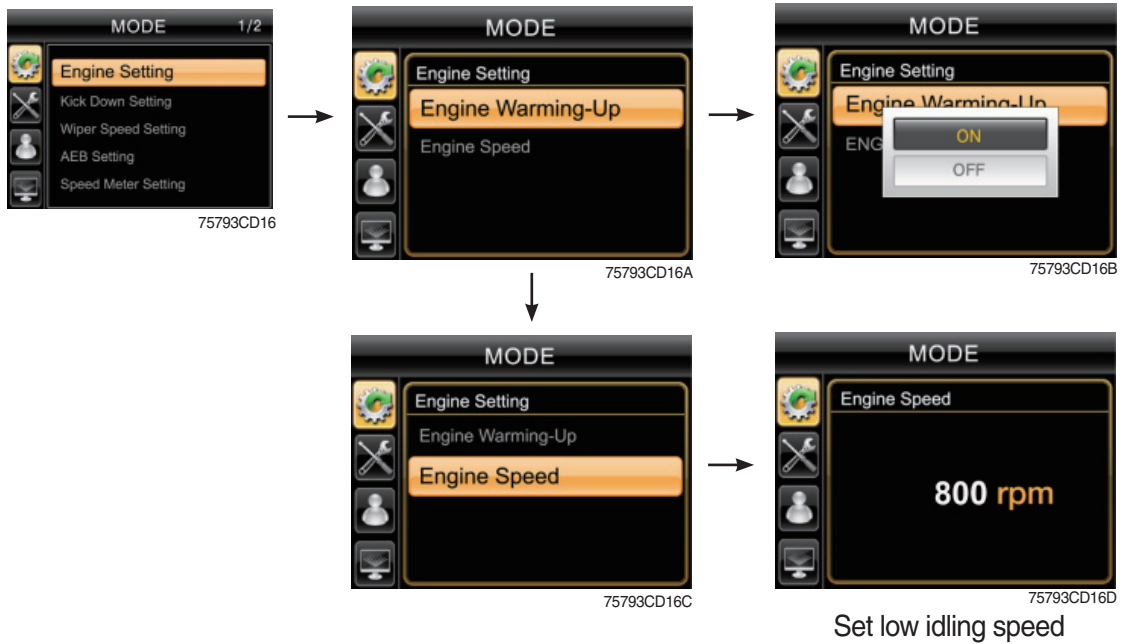 MODE 1/2
Engine Setting
Kick Down Setting
Wiper Speed Setting
AEB Setting
Speed Meter Setting
75793CD16
MODE
Engine Setting
Engine Warming-Up
Engine Speed
75793CD16A
MODE
Engine Setting
Engine Warming-Up
ENG
ON
OFF
75793CD16B
MODE
Engine Setting
Engine Warming-Up
Engine Speed
75793CD16C
MODE
Engine Speed
800 rpm
75793CD16D
Set low idling speed